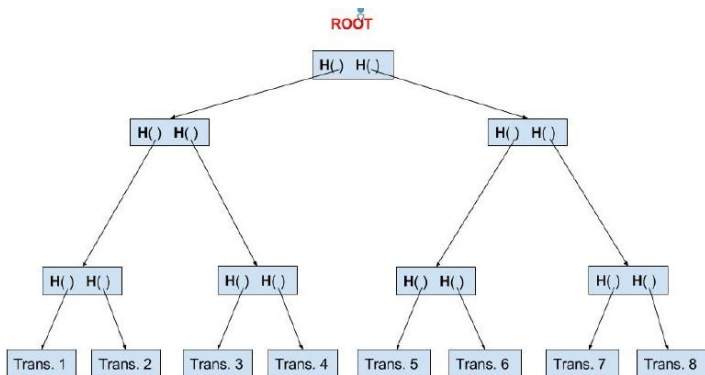 ROOT
H( ) H( )
H( ) H( )
H( ) H( )
H( ) H( )
H( ) H( )
H( ) H( )
H( ) H( )
Trans. 1
Trans. 2
Trans. 3
Trans. 4
Trans. 5
Trans. 6
Trans. 7
Trans. 8